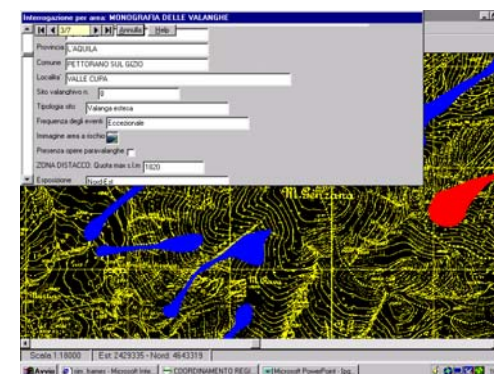 Interrogazione per area: MONOGRAFIA DELLE VALANGHE
3/7 Annulla Help
Provincia L'AQUILA
Comune PETTORANO SUL GIZIO
Localita' VALLE CUPA
Sito valanghivo n. 8
Tipologia sito Valanga estesa
Frequenza degli eventi Eccezionale
Immagine area a rischio
Presenza opere paravalanghe
ZONA DISTACCO: Quota max s.l.m 1820
Esposizione Nord-Est
Scala 1:18000 Est: 2429335 - Nord: 4643319
Avvio COORDINAMENTO REGI... Microsoft PowerPoint -